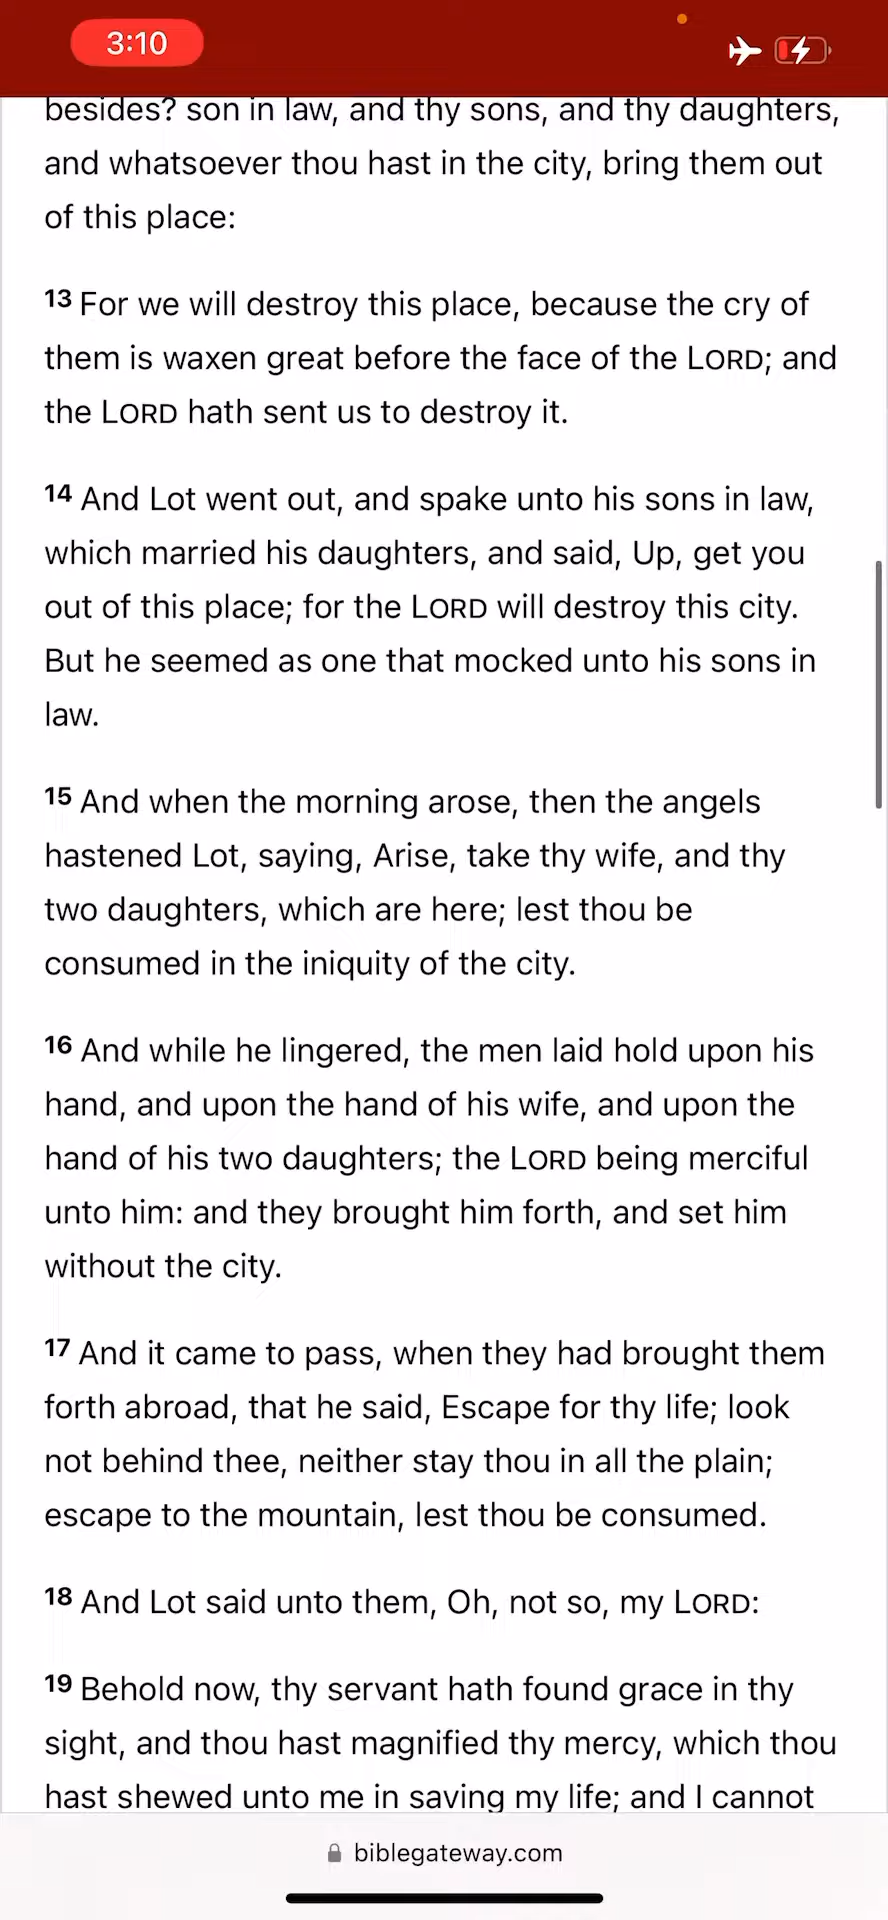 3:10
besides? son in law, and thy sons, and thy daughters,
and whatsoever thou hast in the city, bring them out
of this place:
13 For we will destroy this place, because the cry of
them is waxen great before the face of the LORD; and
the LORD hath sent us to destroy it.
14 And Lot went out, and spake unto his sons in law,
which married his daughters, and said, Up, get you
out of this place; for the LORD will destroy this city.
But he seemed as one that mocked unto his sons in
law.
15 And when the morning arose, then the angels
hastened Lot, saying, Arise, take thy wife, and thy
two daughters, which are here; lest thou be
consumed in the iniquity of the city.
16 And while he lingered, the men laid hold upon his
hand, and upon the hand of his wife, and upon the
hand of his two daughters; the LORD being merciful
unto him: and they brought him forth, and set him
without the city.
17 And it came to pass, when they had brought them
forth abroad, that he said, Escape for thy life; look
not behind thee, neither stay thou in all the plain;
escape to the mountain, lest thou be consumed.
18 And Lot said unto them, Oh, not so, my LORD:
19 Behold now, thy servant hath found grace in thy
sight, and thou hast magnified thy mercy, which thou
hast shewed unto me in saving my life; and I cannot
biblegateway.com